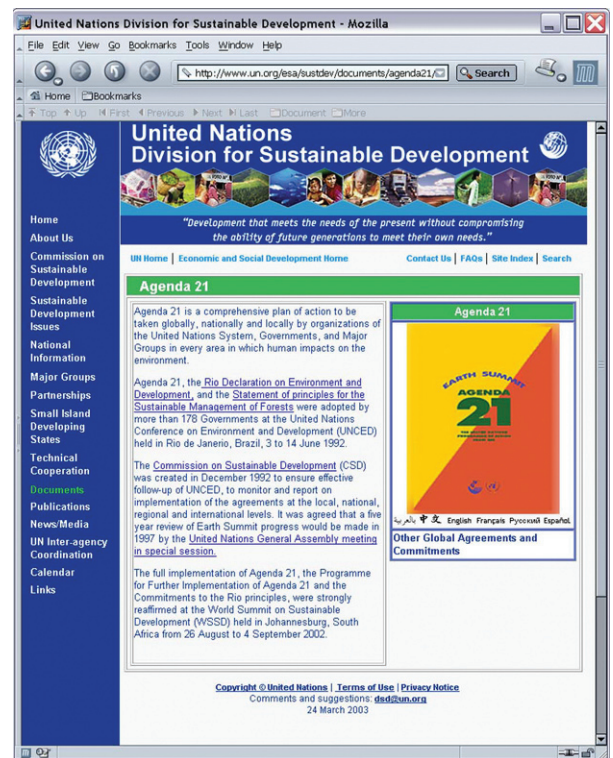 United Nations Division for Sustainable Development - Mozilla
File Edit View Go Bookmarks Tools Window Help
http://www.un.org/esa/sustdev/documents/agenda21/
Search
Home Bookmarks
Top Up First Previous Next Last Document More
United Nations
Division for Sustainable Development
"Development that meets the needs of the present without compromising
the ability of future generations to meet their own needs."
UN Home | Economic and Social Development Home
Contact Us | FAQs | Site Index | Search
Home
About Us
Commission on
Sustainable
Development
Sustainable
Development
Issues
National
Information
Major Groups
Partnerships
Small Island
Developing
States
Technical
Cooperation
Documents
Publications
News/Media
UN Inter-agency
Coordination
Calendar
Links
Agenda 21
Agenda 21 is a comprehensive plan of action to be
taken globally, nationally and locally by organizations of
the United Nations System, Governments, and Major
Groups in every area in which human impacts on the
environment.
Agenda 21, the Rio Declaration on Environment and
Development, and the Statement of principles for the
Sustainable Management of Forests were adopted by
more than 178 Governments at the United Nations
Conference on Environment and Development (UNCED)
held in Rio de Janerio, Brazil, 3 to 14 June 1992.
The Commission on Sustainable Development (CSD)
was created in December 1992 to ensure effective
follow-up of UNCED, to monitor and report on
implementation of the agreements at the local, national,
regional and international levels. It was agreed that a five
year review of Earth Summit progress would be made in
1997 by the United Nations General Assembly meeting
in special session.
The full implementation of Agenda 21, the Programme
for Further Implementation of Agenda 21 and the
Commitments to the Rio principles, were strongly
reaffirmed at the World Summit on Sustainable
Development (WSSD) held in Johannesburg, South
Africa from 26 August to 4 September 2002.
Agenda 21
EARTH SUMMIT
AGENDA
21
بالعربية 中文 English Français Русский Español
Other Global Agreements and
Commitments
Copyright © United Nations | Terms of Use | Privacy Notice
Comments and suggestions: dsd@un.org
24 March 2003